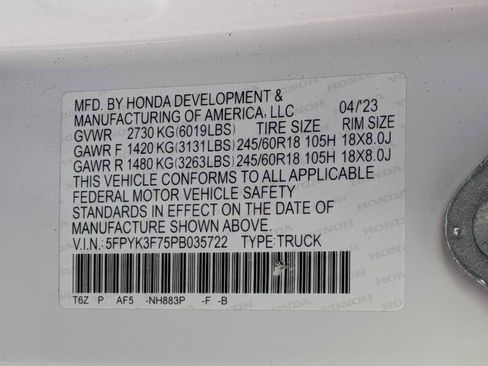 MFD. BY HONDA DEVELOPMENT &
MANUFACTURING OF AMERICA, LLC 04/'23
GVWR 2730 KG(6019LBS) TIRE SIZE RIM SIZE
GAWR F 1420 KG(3131LBS) 245/60R18 105H 18X8.0J
GAWR R 1480 KG(3263LBS) 245/60R18 105H 18X8.0J
THIS VEHICLE CONFORMS TO ALL APPLICABLE
FEDERAL MOTOR VEHICLE SAFETY
STANDARDS IN EFFECT ON THE DATE OF
MANUFACTURE SHOWN ABOVE.
V.I.N.: 5FPYK3F75PB035722 TYPE:TRUCK
T6Z P AF5 -NH883P -F -B